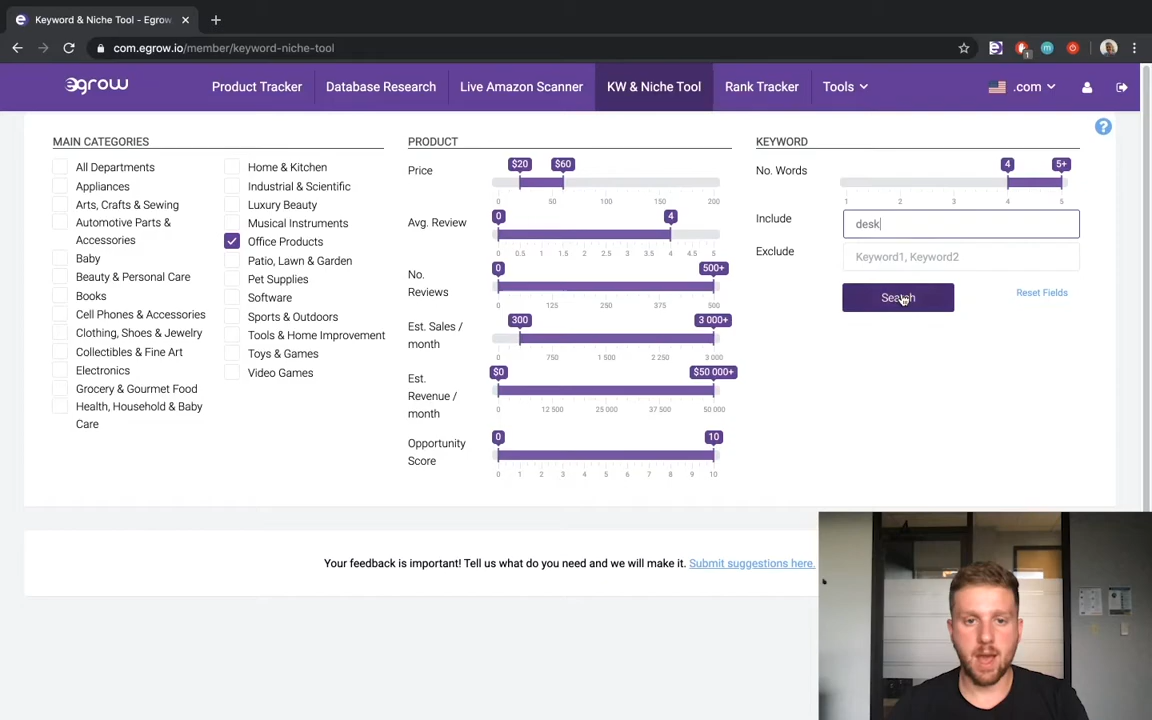 Keyword & Niche Tool - Egrow
com.egrow.io/member/keyword-niche-tool
1
m
egrow
Product Tracker
Database Research
Live Amazon Scanner
KW & Niche Tool
Rank Tracker
Tools
.com
?
MAIN CATEGORIES
All Departments
Appliances
Arts, Crafts & Sewing
Automotive Parts &
Accessories
Baby
Beauty & Personal Care
Books
Cell Phones & Accessories
Clothing, Shoes & Jewelry
Collectibles & Fine Art
Electronics
Grocery & Gourmet Food
Health, Household & Baby
Care
Home & Kitchen
Industrial & Scientific
Luxury Beauty
Musical Instruments
Office Products
Patio, Lawn & Garden
Pet Supplies
Software
Sports & Outdoors
Tools & Home Improvement
Toys & Games
Video Games
PRODUCT
Price
$20 $60
0 50 100 150 200
Avg. Review
0 4
0 0.5 1 1.5 2 2.5 3 3.5 4 4.5 5
No.
Reviews
0 500+
0 125 250 375 500
Est. Sales /
month
300 3 000+
0 750 1 500 2 250 3 000
Est.
Revenue /
month
$0 $50 000+
0 12 500 25 000 37 500 50 000
Opportunity
Score
0 10
0 1 2 3 4 5 6 7 8 9 10
KEYWORD
No. Words
4 5+
1 2 3 4 5
Include
desk
Exclude
Keyword1, Keyword2
Search
Reset Fields
Your feedback is important! Tell us what do you need and we will make it. Submit suggestions here.